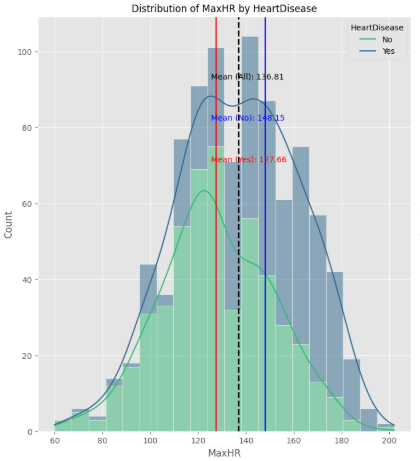 Distribution of MaxHR by HeartDisease
HeartDisease
No
Yes
Mean (All): 136.81
Mean (No): 148.15
Mean (Yes): 127.66
Count
100
80
60
40
20
0
60
80
100
120
140
160
180
200
MaxHR